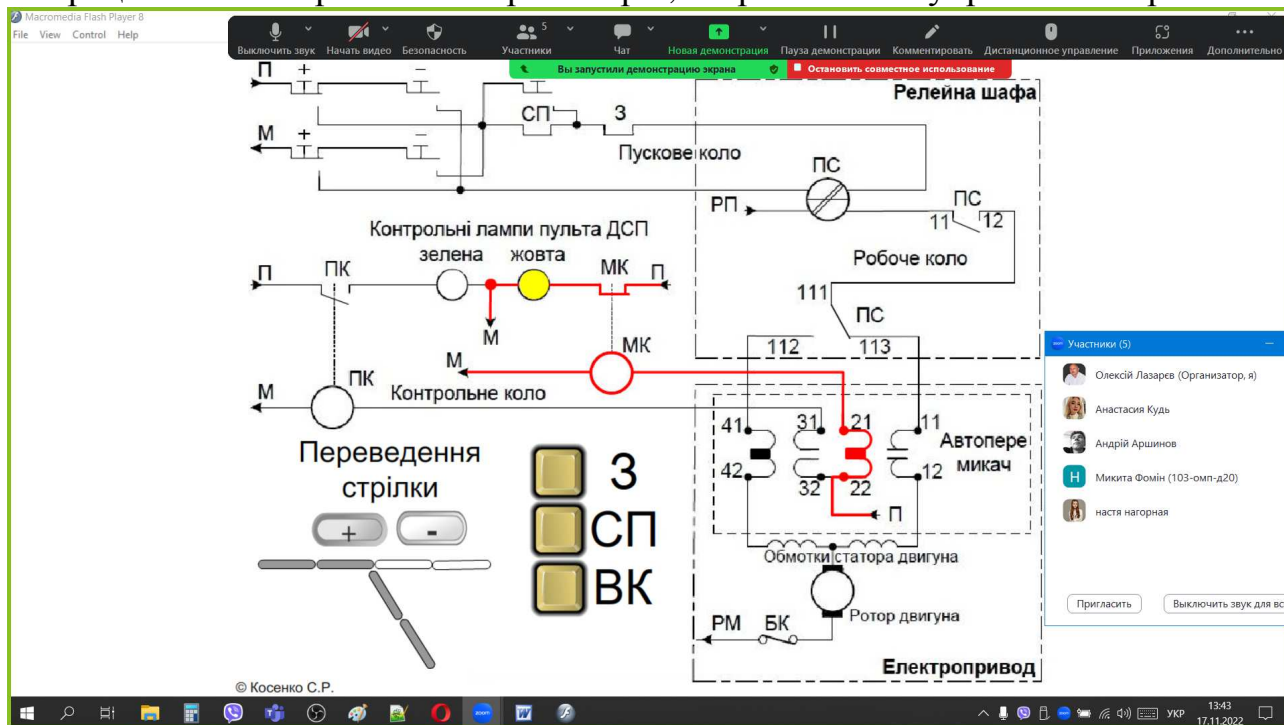 Macromedia Flash Player 8
File View Control Help
5
Выключить звук Начать видео Безопасность Участники Чат Новая демонстрация Пауза демонстрации Комментировать Дистанционное управление Приложения Дополнительно
Вы запустили демонстрацию экрана Остановить совместное использование
П + –
Релейна шафа
СП З
М + –
Пускове коло
ПС
РП ПС
11 12
Контрольні лампи пульта ДСП
зелена жовта
Робоче коло
П ПК МК П
111
ПС
М
112 113
МК
М
ПК
М Контрольне коло
41 31 21 11
Автопере
микач
42 32 22 12
П
Переведення
стрілки
+ -
З
СП
ВК
Обмотки статора двигуна
РМ БК Ротор двигуна
Електропривод
© Косенко С.Р.
Участники (5)
Олексій Лазарєв (Организатор, я)
Анастасия Кудь
Андрій Аршинов
Н Микита Фомін (103-омп-д20)
настя нагорная
Пригласить Выключить звук для вс
УКР 13:43
17.11.2022